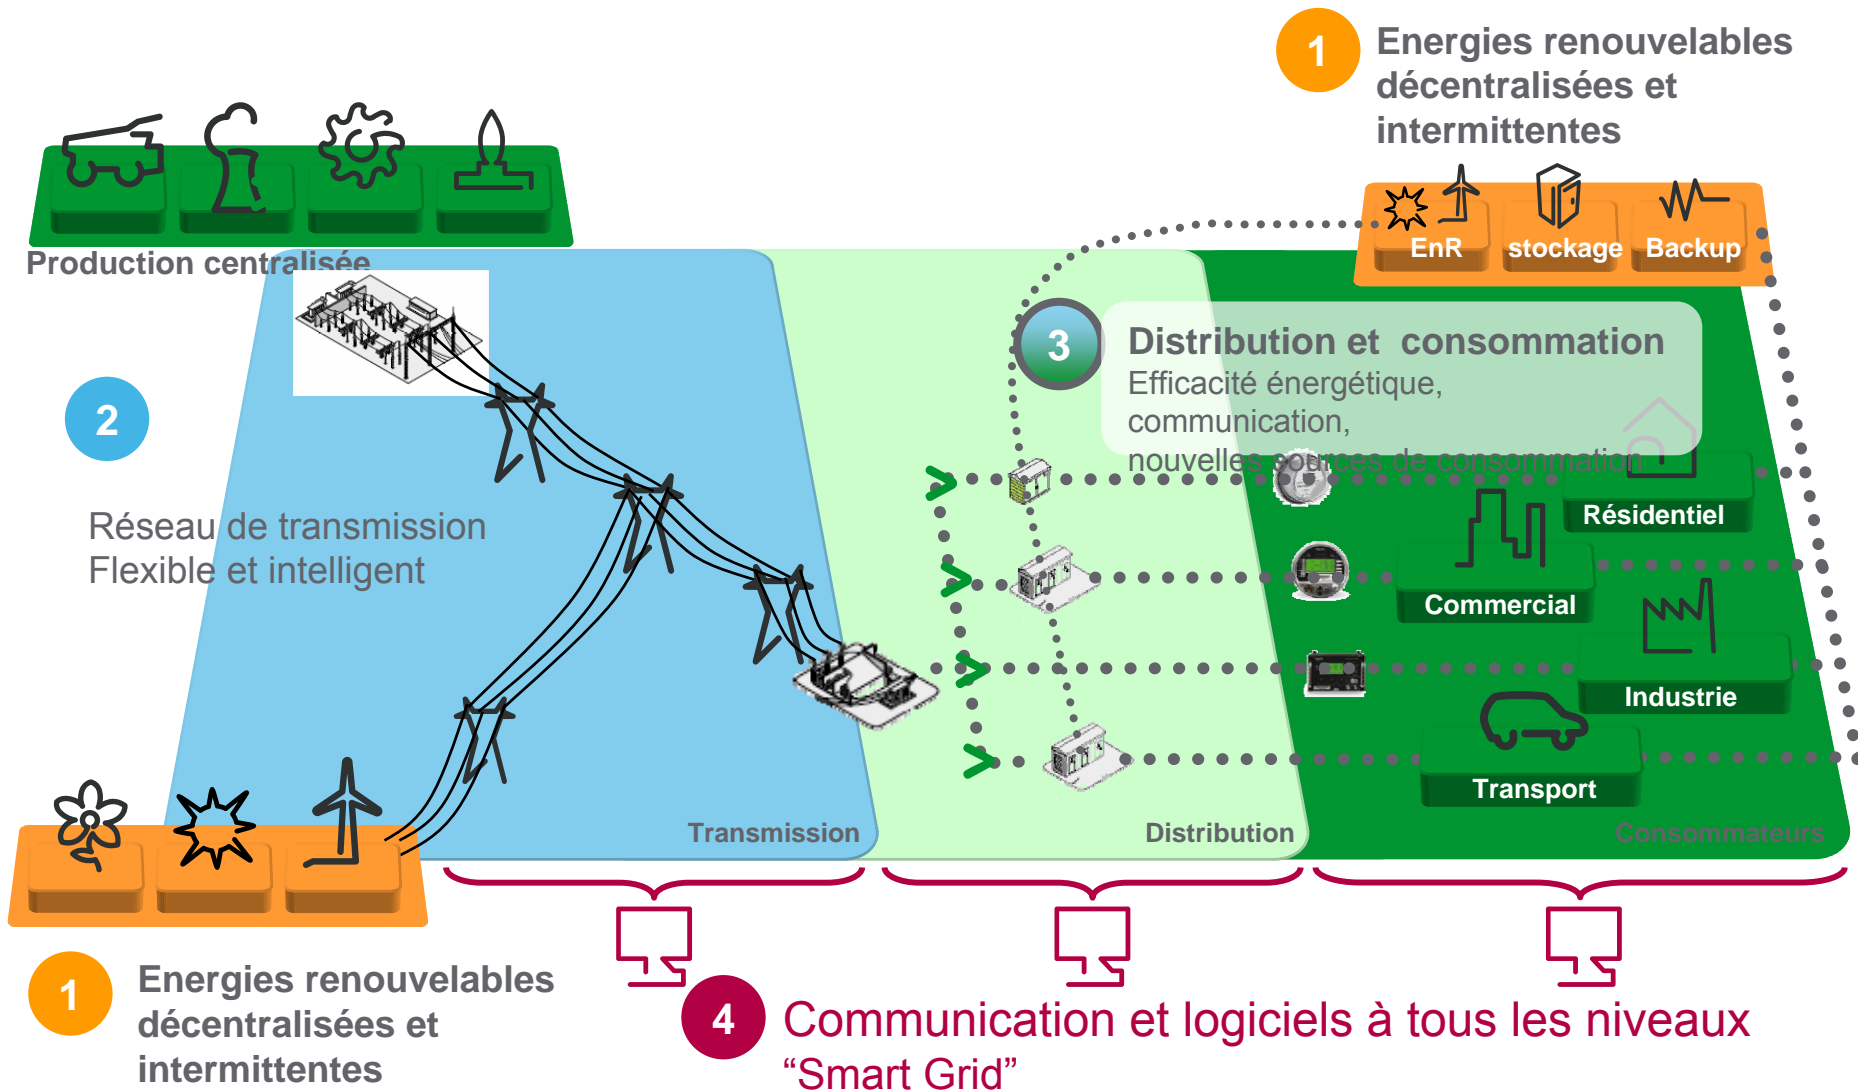 1
Energies renouvelables
décentralisées et
intermittentes
EnR
stockage
Backup
Production centralisée
3
Distribution et consommation
Efficacité énergétique,
communication,
nouvelles sources de consommation
2
Réseau de transmission
Flexible et intelligent
Résidentiel
Commercial
Industrie
Transport
Transmission
Distribution
Consommateurs
1
Energies renouvelables
décentralisées et
intermittentes
4
Communication et logiciels à tous les niveaux
“Smart Grid”